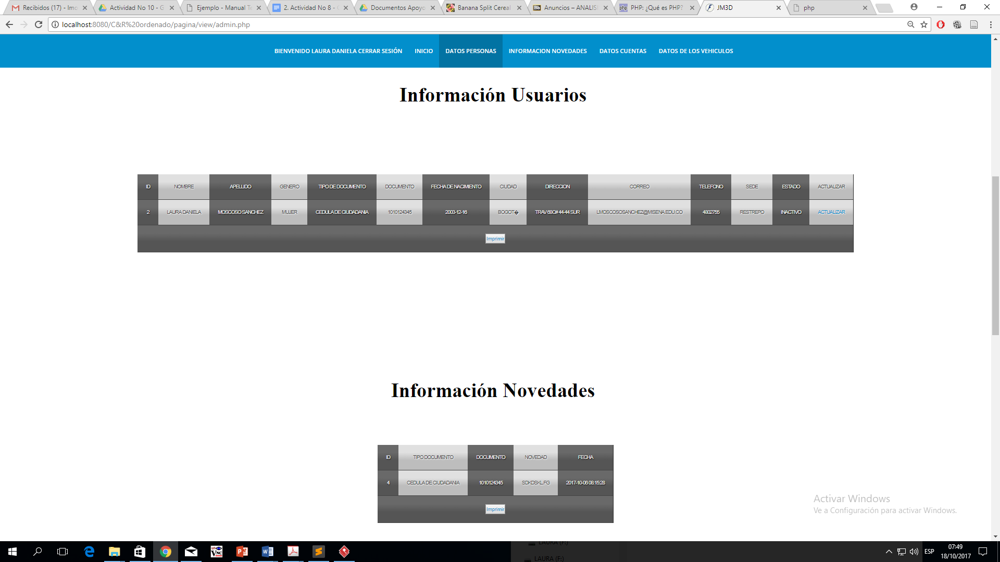 Recibidos (17) - lmo
Actividad No 10 - G
Ejemplo - Manual Te
2. Actividad No 8 -
Documentos Apoyo
Banana Split Cereal
Anuncios – ANALIS
PHP: ¿Qué es PHP?
JM3D
php
localhost:8080/C&R%20ordenado/pagina/view/admin.php
BIENVENIDO LAURA DANIELA CERRAR SESIÓN INICIO DATOS PERSONAS INFORMACION NOVEDADES DATOS CUENTAS DATOS DE LOS VEHICULOS
Información Usuarios
ID NOMBRE APELLIDO GENERO TIPO DE DOCUMENTO DOCUMENTO FECHA DE NACIMIENTO CIUDAD DIRECCION CORREO TELEFONO SEDE ESTADO ACTUALIZAR
2 LAURA DANIELA MOSCOSO SANCHEZ MUJER CEDULA DE CIUDADANIA 1010124345 2003-12-16 BOGOT� TRAV 68C# 44-44 SUR LMOSCOSOSANCHEZ@MISENA.EDU.CO 4802755 RESTREPO INACTIVO ACTUALIZAR
Imprimir
Información Novedades
ID TIPO DOCUMENTO DOCUMENTO NOVEDAD FECHA
4 CEDULA DE CIUDADANIA 1010124345 SDKDSKL.FG 2017-10-06 08:15:28
Imprimir
Activar Windows
Ve a Configuración para activar Windows.
LAURA (F:)
LAURA (F:)
ESP
07:49
18/10/2017